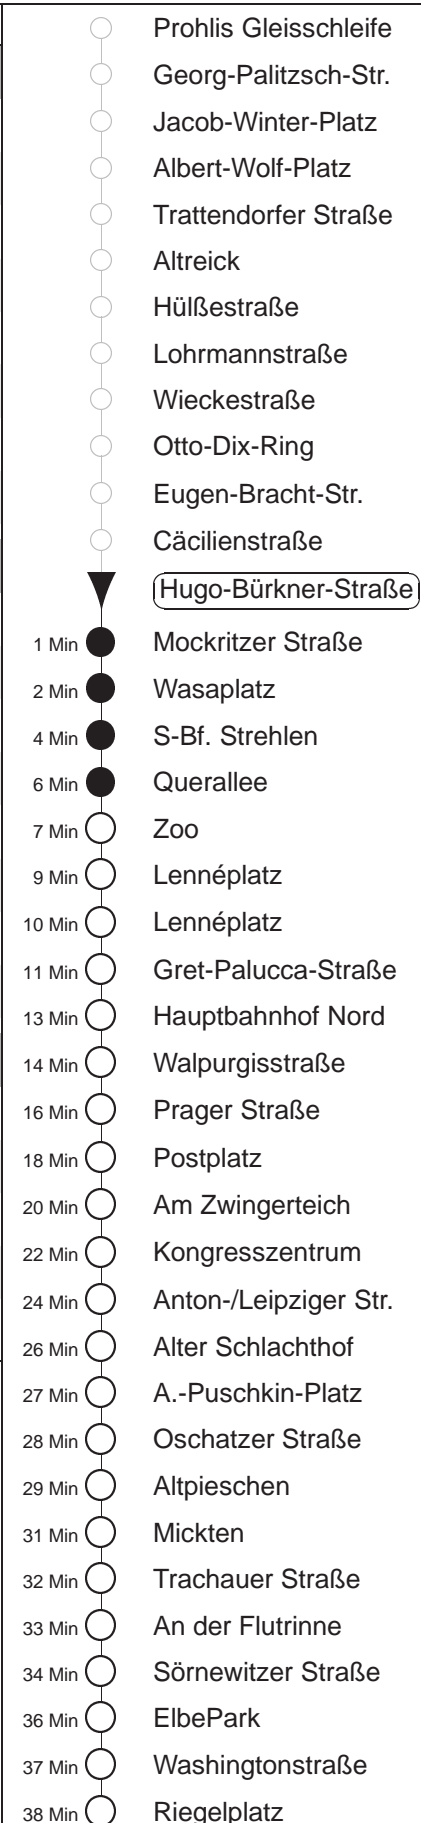 Prohlis Gleisschleife
Georg-Palitzsch-Str.
Jacob-Winter-Platz
Albert-Wolf-Platz
Trattendorfer Straße
Altreick
Hülßestraße
Lohrmannstraße
Wieckestraße
Otto-Dix-Ring
Eugen-Bracht-Str.
Cäcilienstraße
Hugo-Bürkner-Straße
1 Min Mockritzer Straße
2 Min Wasaplatz
4 Min S-Bf. Strehlen
6 Min Querallee
7 Min Zoo
9 Min Lennéplatz
10 Min Lennéplatz
11 Min Gret-Palucca-Straße
13 Min Hauptbahnhof Nord
14 Min Walpurgisstraße
16 Min Prager Straße
18 Min Postplatz
20 Min Am Zwingerteich
22 Min Kongresszentrum
24 Min Anton-/Leipziger Str.
26 Min Alter Schlachthof
27 Min A.-Puschkin-Platz
28 Min Oschatzer Straße
29 Min Altpieschen
31 Min Mickten
32 Min Trachauer Straße
33 Min An der Flutrinne
34 Min Sörnewitzer Straße
36 Min ElbePark
37 Min Washingtonstraße
38 Min Riegelplatz